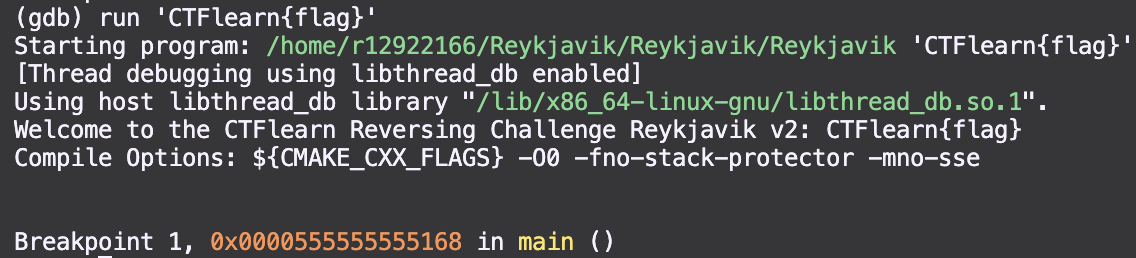 (gdb) run 'CTFlearn{flag}'
Starting program: /home/r12922166/Reykjavik/Reykjavik/Reykjavik 'CTFlearn{flag}'
[Thread debugging using libthread_db enabled]
Using host libthread_db library "/lib/x86_64-linux-gnu/libthread_db.so.1".
Welcome to the CTFlearn Reversing Challenge Reykjavik v2: CTFlearn{flag}
Compile Options: ${CMAKE_CXX_FLAGS} -O0 -fno-stack-protector -mno-sse
Breakpoint 1, 0x0000555555555168 in main ()